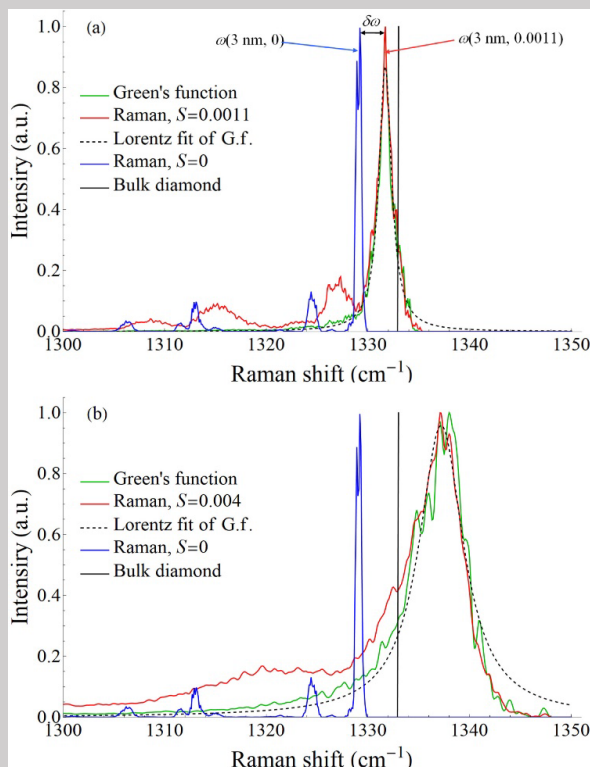 (a)
δω
ω(3 nm, 0)
ω(3 nm, 0.0011)
Intensiry (a.u.)
1.0
0.8
0.6
0.4
0.2
0.0
Green's function
Raman, S=0.0011
Lorentz fit of G.f.
Raman, S=0
Bulk diamond
1300 1310 1320 1330 1340 1350
Raman shift (cm⁻¹)
(b)
Intensiry (a.u.)
1.0
0.8
0.6
0.4
0.2
0.0
Green's function
Raman, S=0.004
Lorentz fit of G.f.
Raman, S=0
Bulk diamond
1300 1310 1320 1330 1340 1350
Raman shift (cm⁻¹)